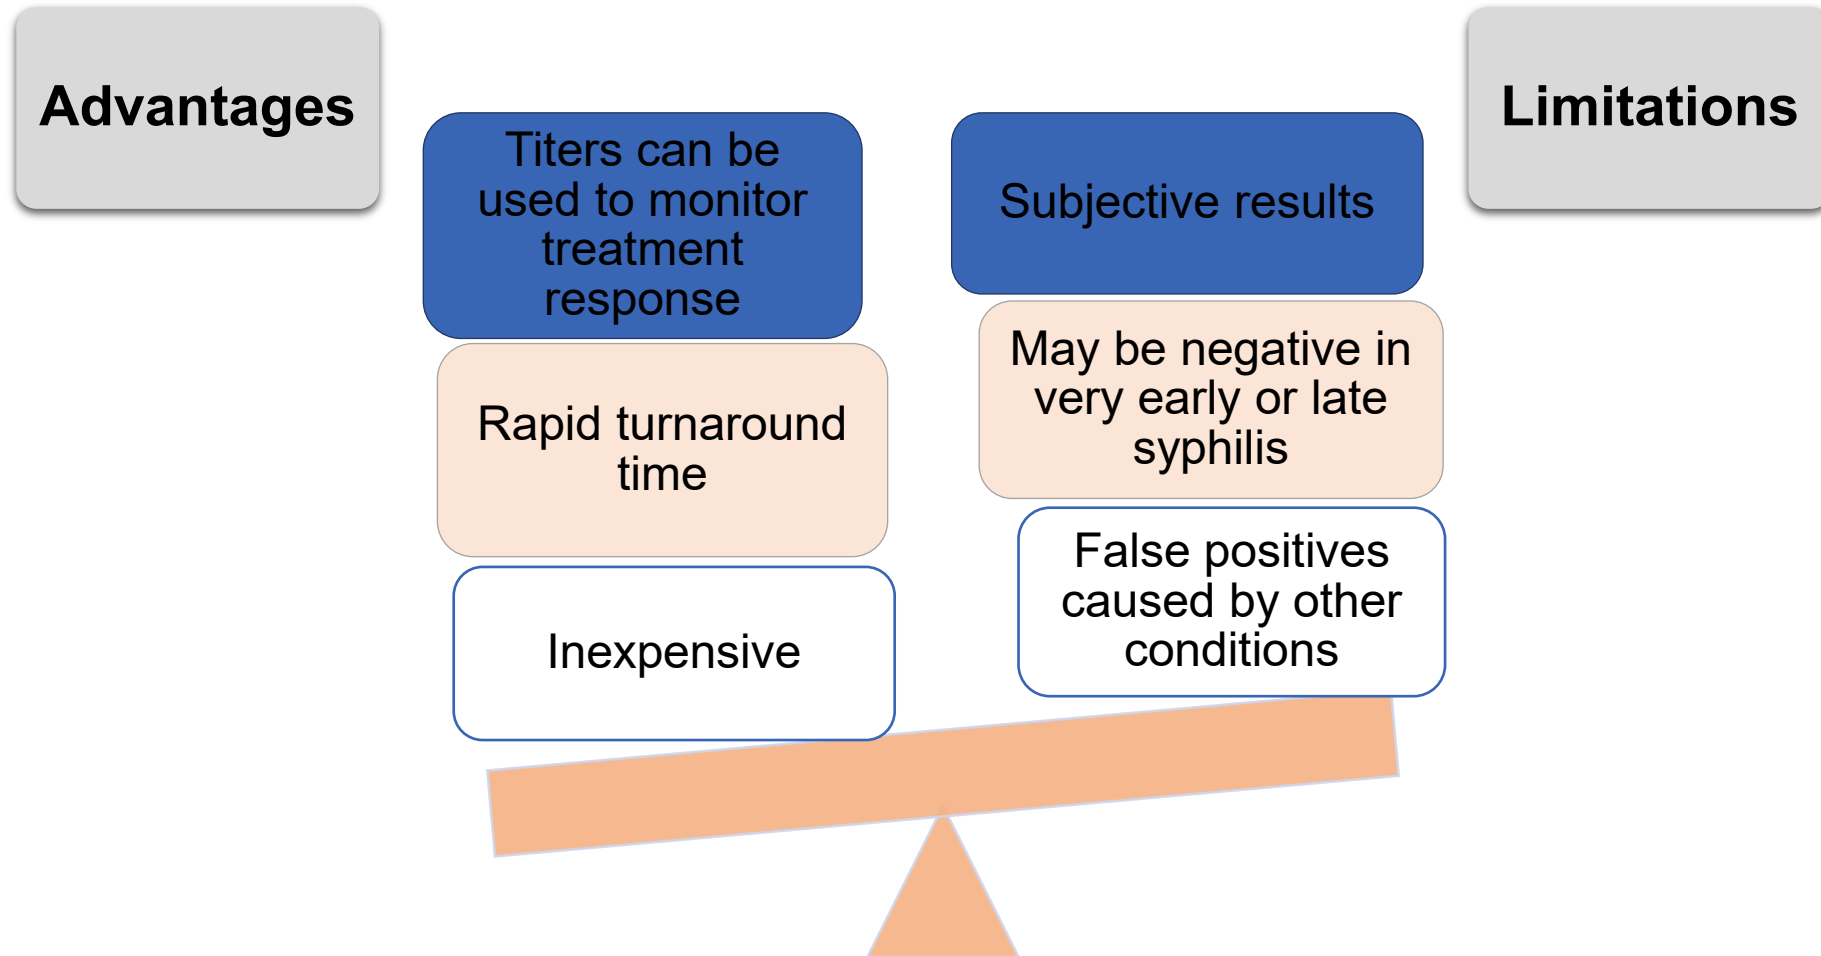 Advantages
Titers can be
used to monitor
treatment
response
Rapid turnaround
time
Inexpensive
Limitations
Subjective results
May be negative in
very early or late
syphilis
False positives
caused by other
conditions